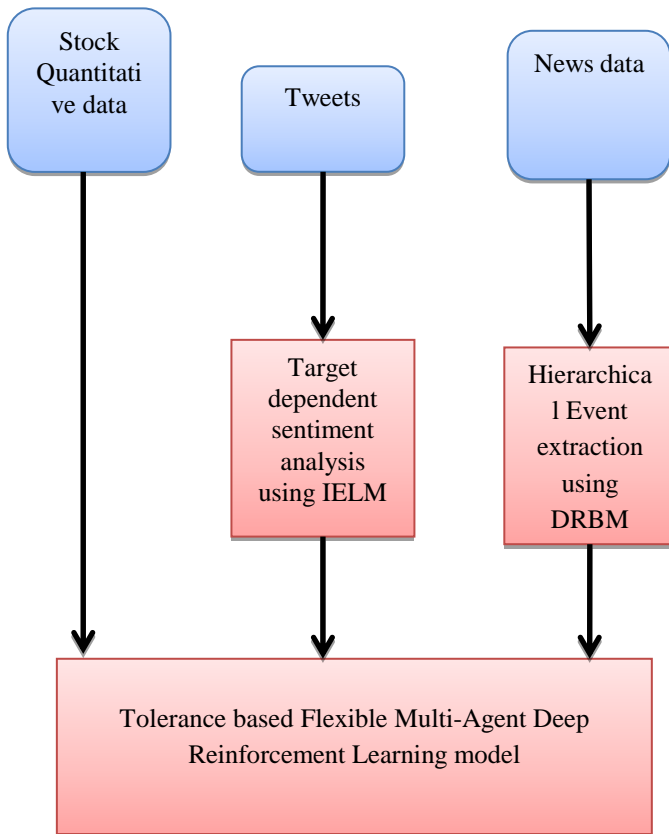 Stock
Quantitati
ve data
Tweets
News data
Target
dependent
sentiment
analysis
using IELM
Hierarchica
l Event
extraction
using
DRBM
Tolerance based Flexible Multi-Agent Deep
Reinforcement Learning model